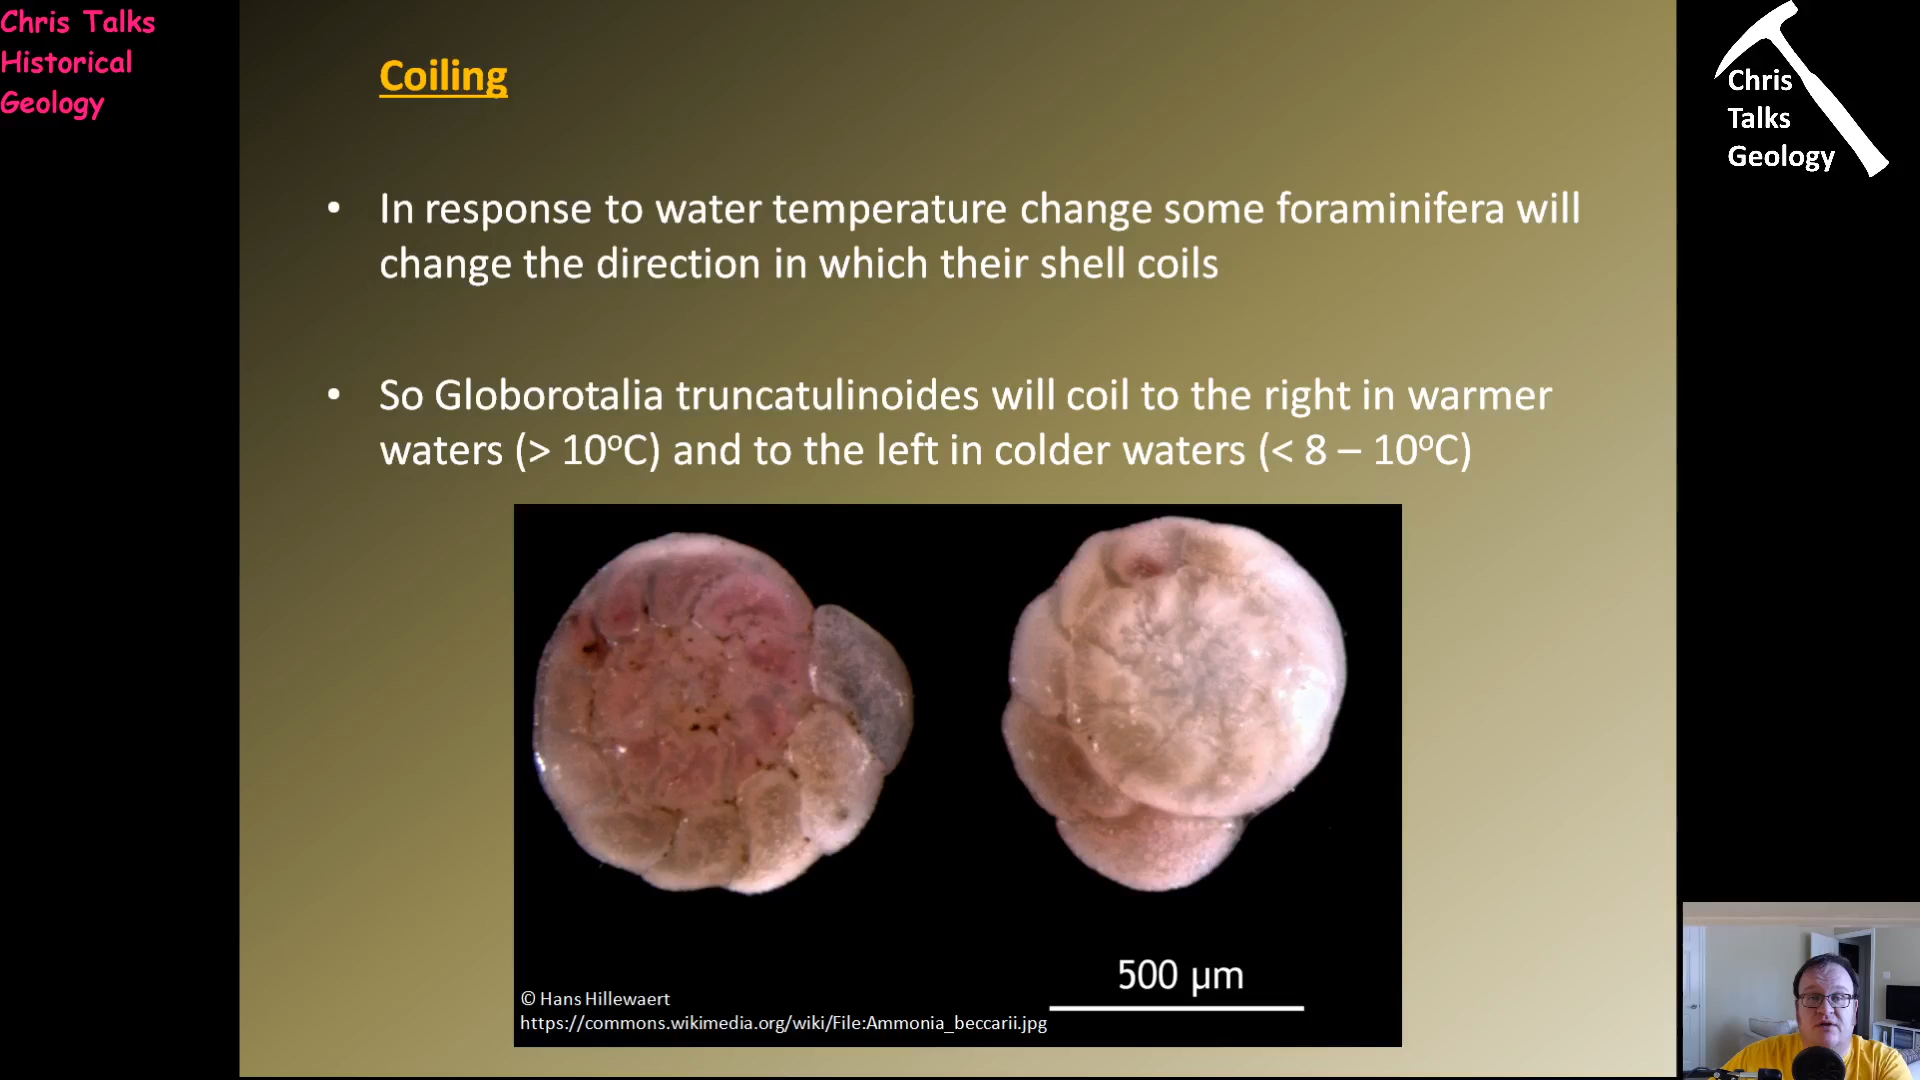 Chris Talks
Historical
Geology
Coiling
• In response to water temperature change some foraminifera will
change the direction in which their shell coils
• So Globorotalia truncatulinoides will coil to the right in warmer
waters (> 10ºC) and to the left in colder waters (< 8 – 10ºC)
500 µm
© Hans Hillewaert
https://commons.wikimedia.org/wiki/File:Ammonia_beccarii.jpg
Chris
Talks
Geology